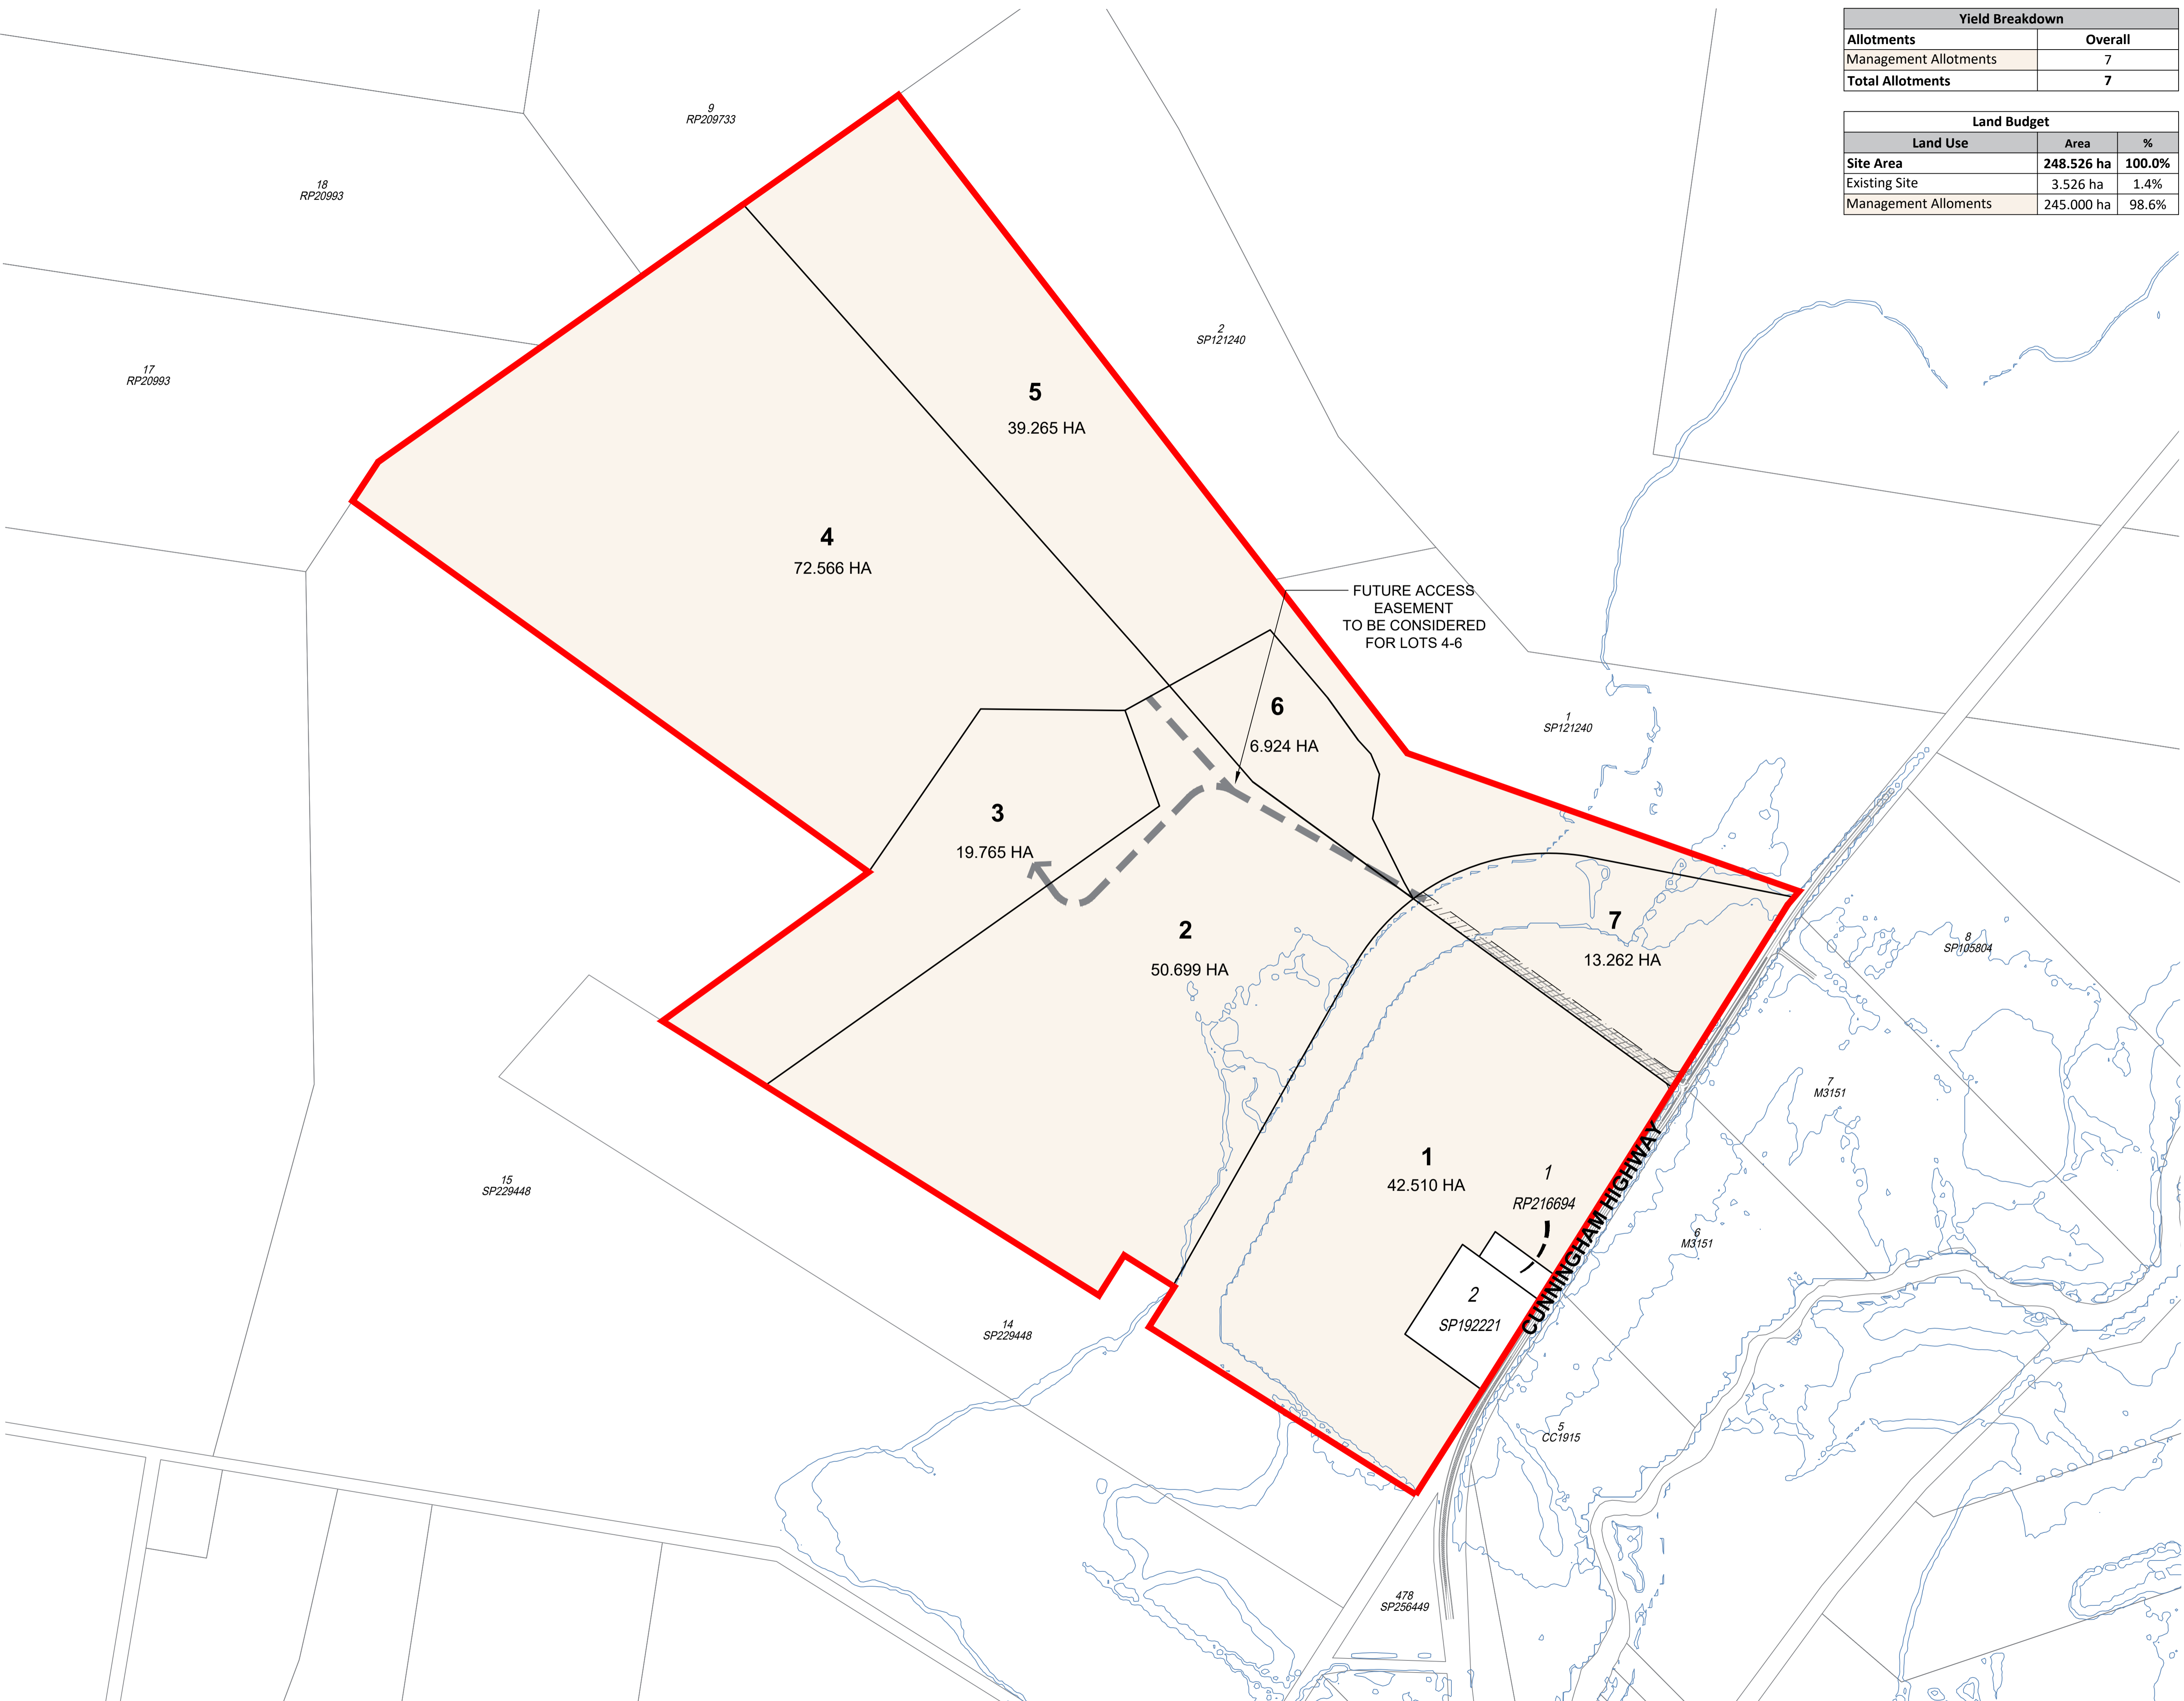 Yield Breakdown
Allotments Overall
Management Allotments 7
Total Allotments 7
Land Budget
Land Use Area %
Site Area 248.526 ha 100.0%
Existing Site 3.526 ha 1.4%
Management Alloments 245.000 ha 98.6%
9
RP209733
18
RP20993
17
RP20993
2
SP121240
5
39.265 HA
4
72.566 HA
FUTURE ACCESS
EASEMENT
TO BE CONSIDERED
FOR LOTS 4-6
6
6.924 HA
1
SP121240
3
19.765 HA
2
50.699 HA
7
13.262 HA
8
SP105804
7
M3151
1
42.510 HA
1
RP216694
CUNNINGHAM HIGHWAY
6
M3151
2
SP192221
15
SP229448
14
SP229448
5
CC1915
478
SP256449